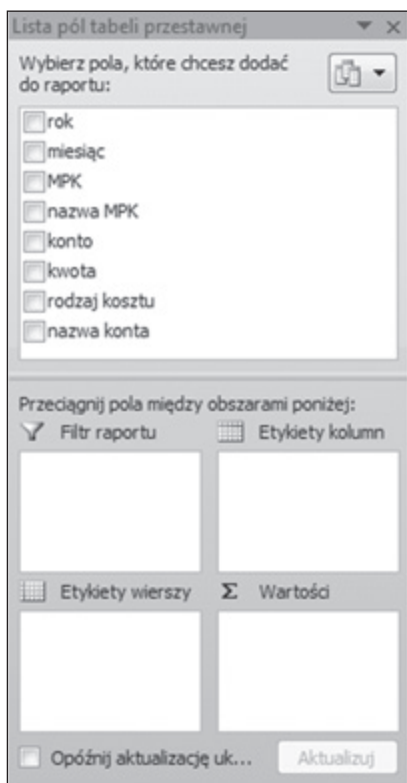 Lista pól tabeli przestawnej
Wybierz pola, które chcesz dodać
do raportu:
rok
miesiąc
MPK
nazwa MPK
konto
kwota
rodzaj kosztu
nazwa konta
Przeciągnij pola między obszarami poniżej:
Filtr raportu
Etykiety kolumn
Etykiety wierszy
Σ Wartości
Opóźnij aktualizację uk...
Aktualizuj